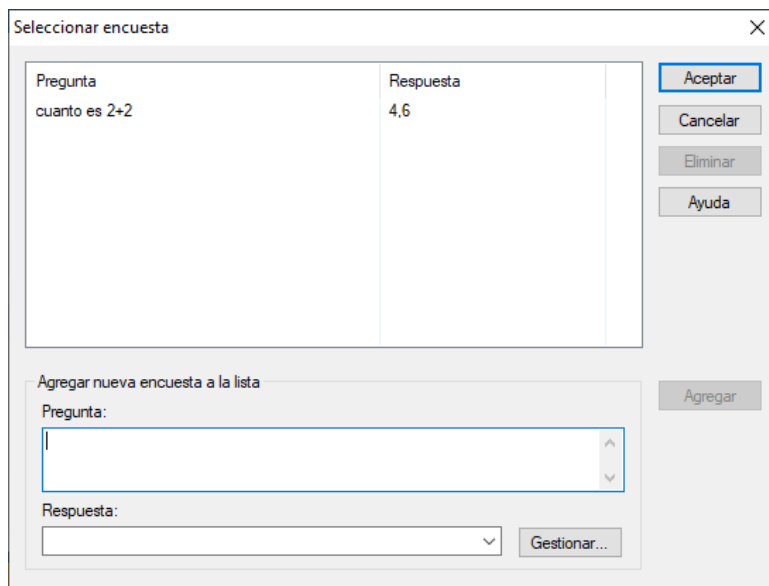 Seleccionar encuesta
Pregunta Respuesta
cuanto es 2+2 4,6
Aceptar
Cancelar
Eliminar
Ayuda
Agregar nueva encuesta a la lista
Pregunta:
Agregar
Respuesta:
Gestionar...